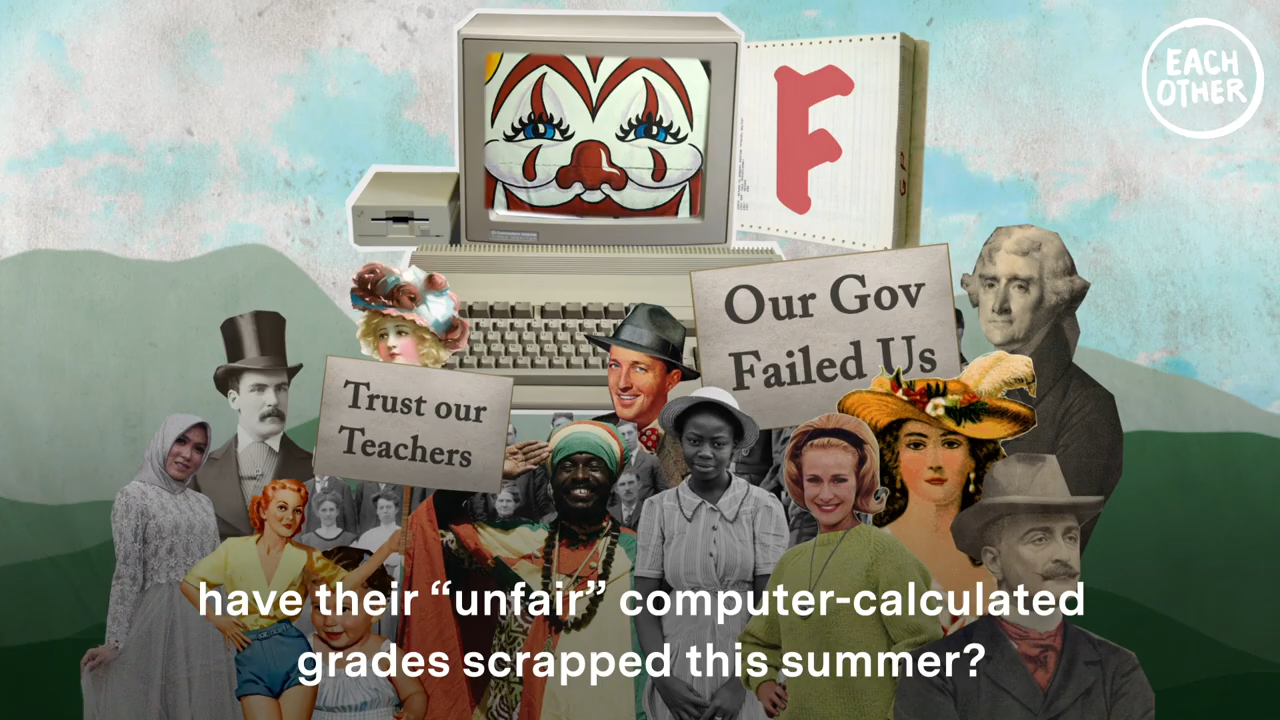 EACH
OTHER
F
Our Gov
Failed Us
Trust our
Teachers
have their “unfair” computer-calculated
grades scrapped this summer?